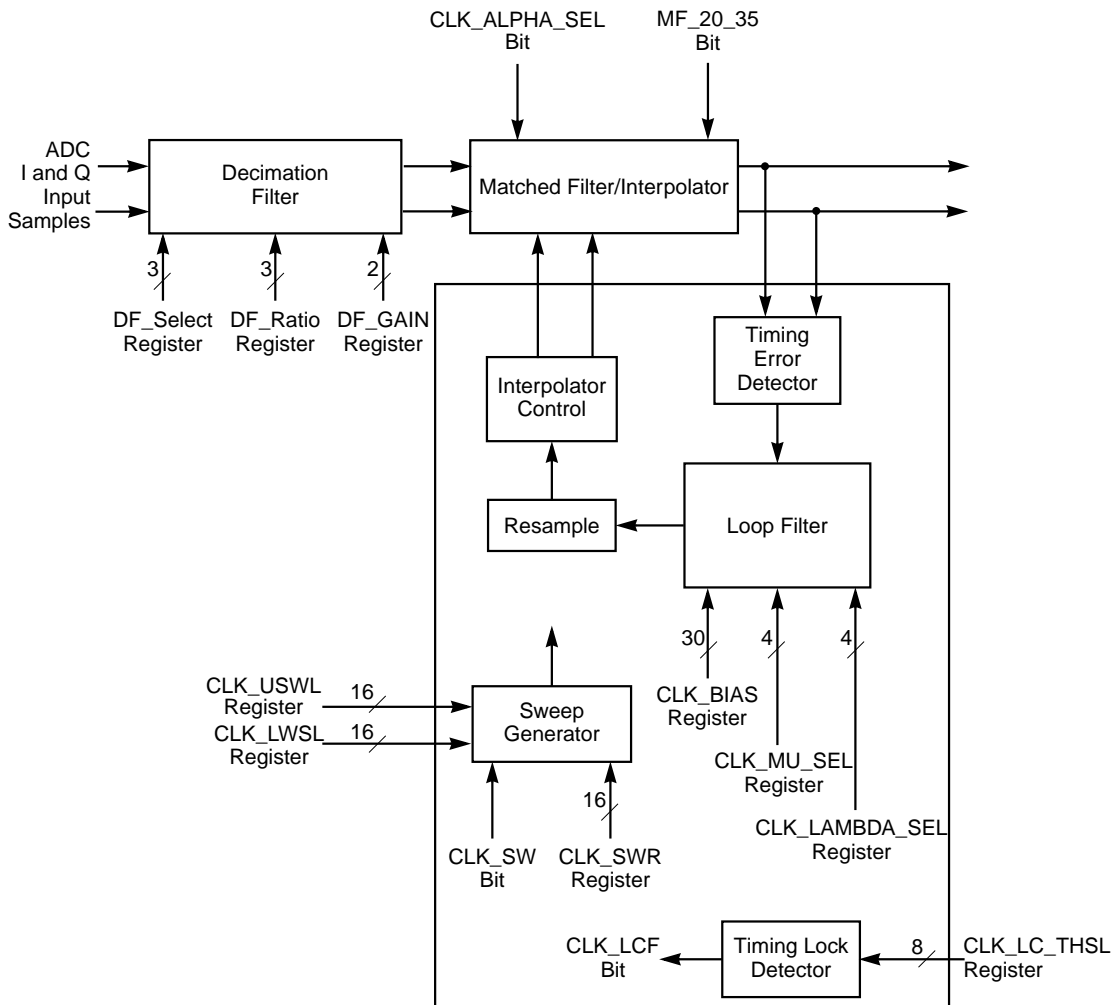 CLK_ALPHA_SEL
Bit
MF_20_35
Bit
ADC
I and Q
Input
Samples
Decimation
Filter
Matched Filter/Interpolator
3
3
2
DF_Select
Register
DF_Ratio
Register
DF_GAIN
Register
Timing
Error
Detector
Interpolator
Control
Resample
Loop Filter
30
4
4
CLK_BIAS
Register
CLK_MU_SEL
Register
CLK_LAMBDA_SEL
Register
CLK_USWL
Register
16
CLK_LWSL
Register
16
Sweep
Generator
16
CLK_SW
Bit
CLK_SWR
Register
CLK_LCF
Bit
Timing Lock
Detector
8
CLK_LC_THSL
Register